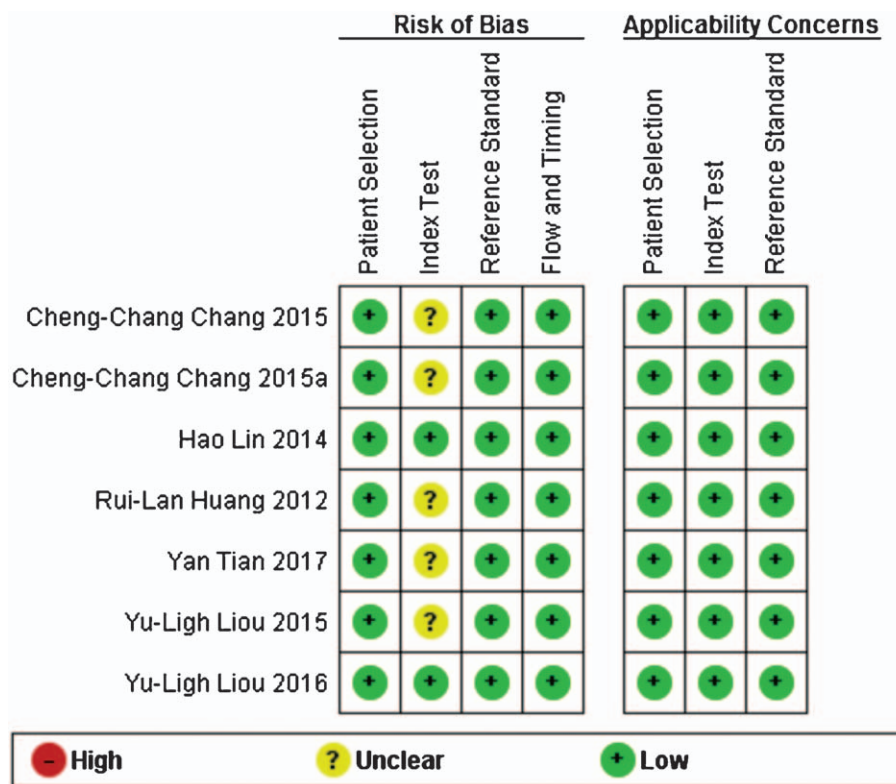 Risk of Bias Applicability Concerns
Patient Selection
Index Test
Reference Standard
Flow and Timing
Patient Selection
Index Test
Reference Standard
Cheng-Chang Chang 2015 + ? + + + + +
Cheng-Chang Chang 2015a + ? + + + + +
Hao Lin 2014 + + + + + + +
Rui-Lan Huang 2012 + ? + + + + +
Yan Tian 2017 + ? + + + + +
Yu-Ligh Liou 2015 + ? + + + + +
Yu-Ligh Liou 2016 + + + + + + +
- High ? Unclear + Low